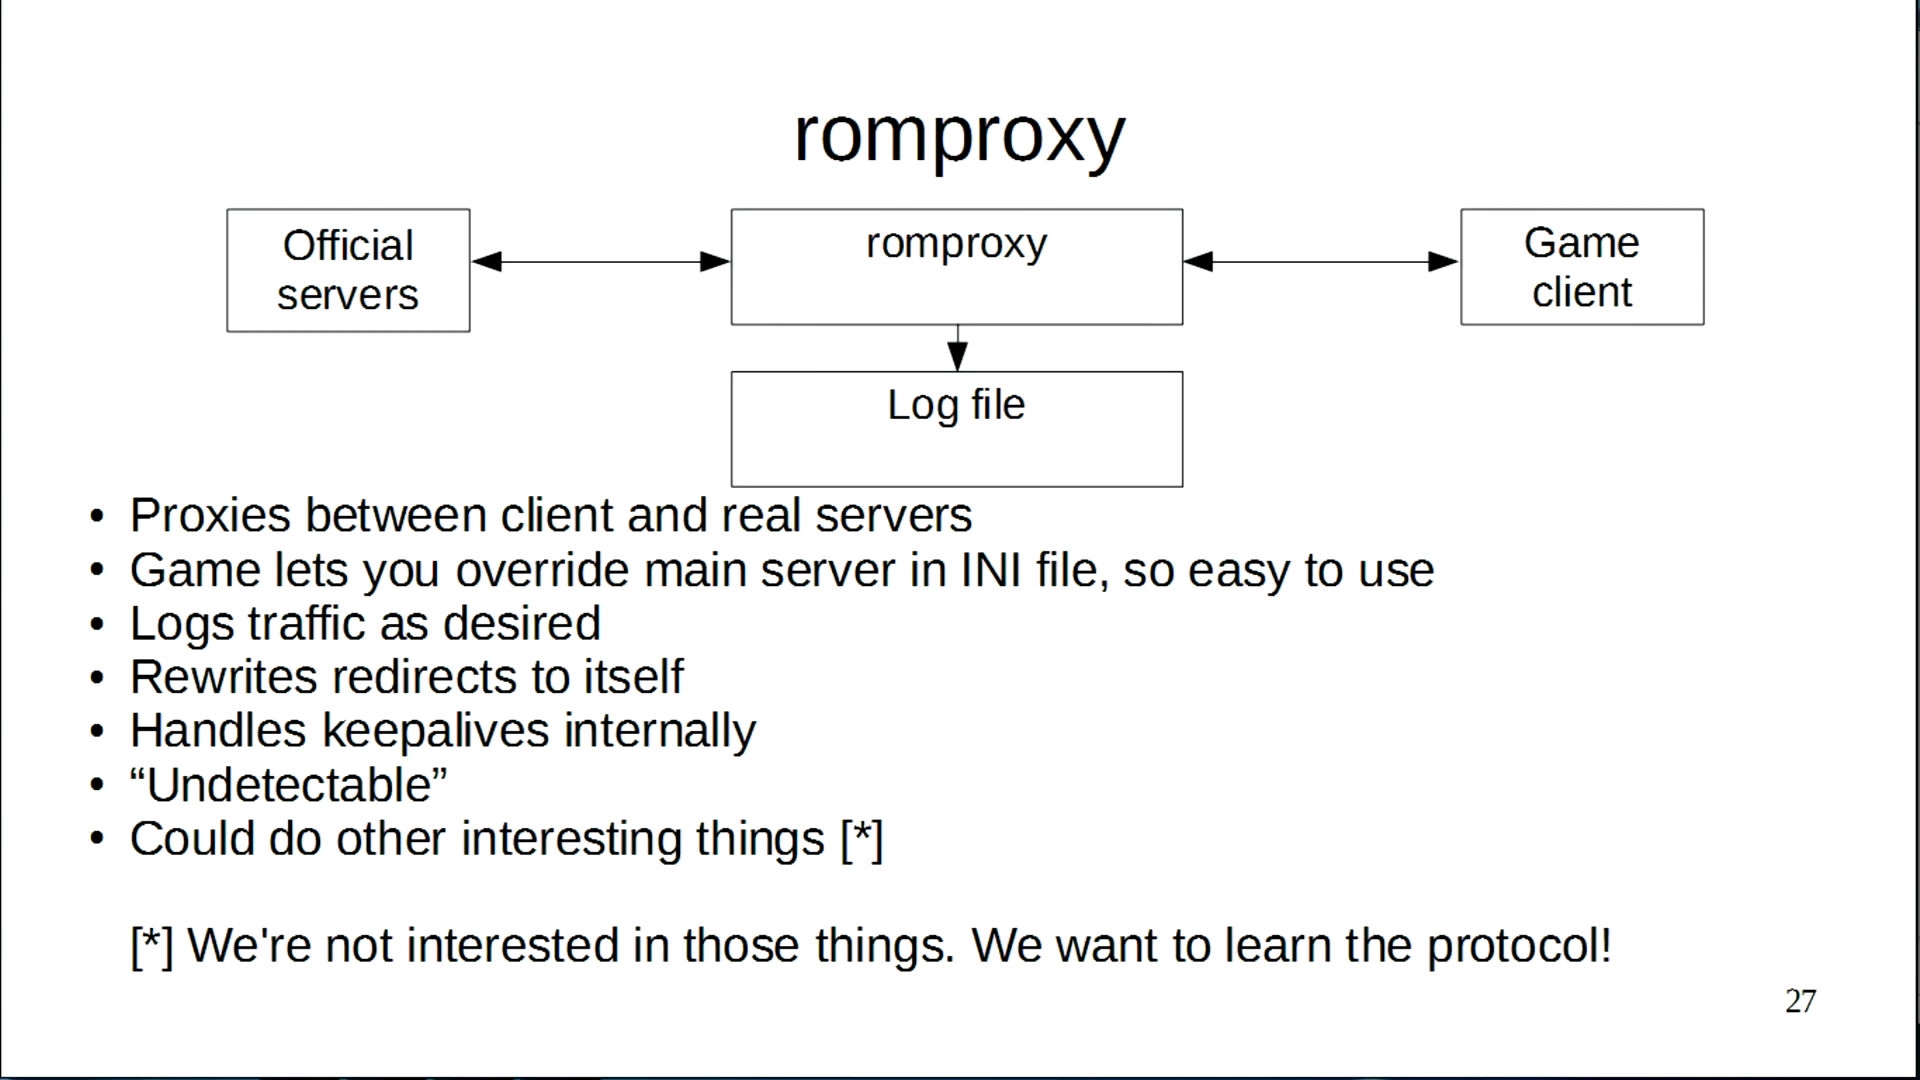 romproxy
Official
servers
romproxy
Game
client
Log file
• Proxies between client and real servers
• Game lets you override main server in INI file, so easy to use
• Logs traffic as desired
• Rewrites redirects to itself
• Handles keepalives internally
• “Undetectable”
• Could do other interesting things [*]
[*] We're not interested in those things. We want to learn the protocol!
27